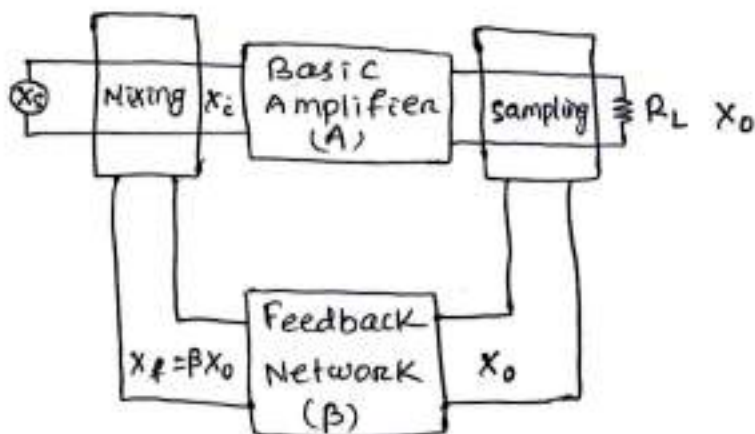 Xs
Mixing
Xi
Basic
Amplifier
(A)
Sampling
RL
Xo
Xf=βXo
Feedback
Network
(β)
Xo